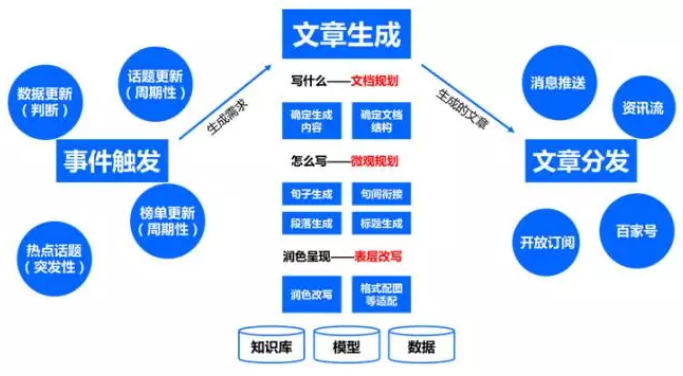 文章生成
写什么——文档规划
确定生成
内容
确定文档
结构
怎么写——微观规划
句子生成
句间衔接
段落生成
标题生成
润色呈现——表层改写
润色改写
格式配图
等适配
知识库
模型
数据
数据更新
（判断）
话题更新
（周期性）
事件触发
热点话题
（突发性）
榜单更新
（周期性）
生成需求
生成的文章
消息推送
资讯流
文章分发
开放订阅
百家号